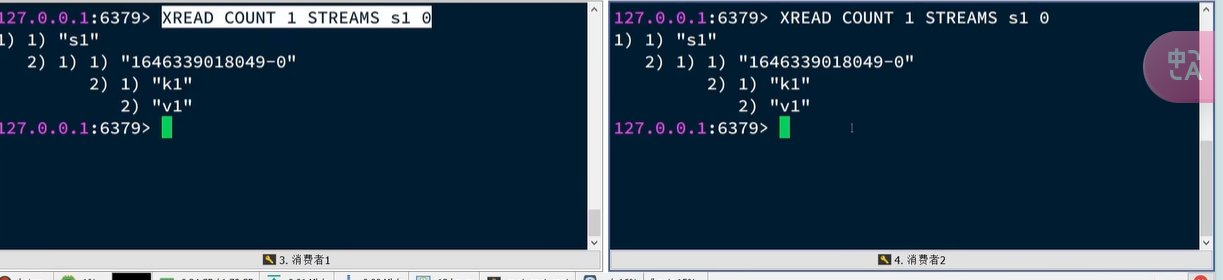 127.0.0.1:6379> XREAD COUNT 1 STREAMS s1 0
1) 1) "s1"
2) 1) 1) "1646339018049-0"
2) 1) "k1"
2) "v1"
127.0.0.1:6379>
3. 消费者1
127.0.0.1:6379> XREAD COUNT 1 STREAMS s1 0
1) 1) "s1"
2) 1) 1) "1646339018049-0"
2) 1) "k1"
2) "v1"
127.0.0.1:6379>
4. 消费者2
中
A